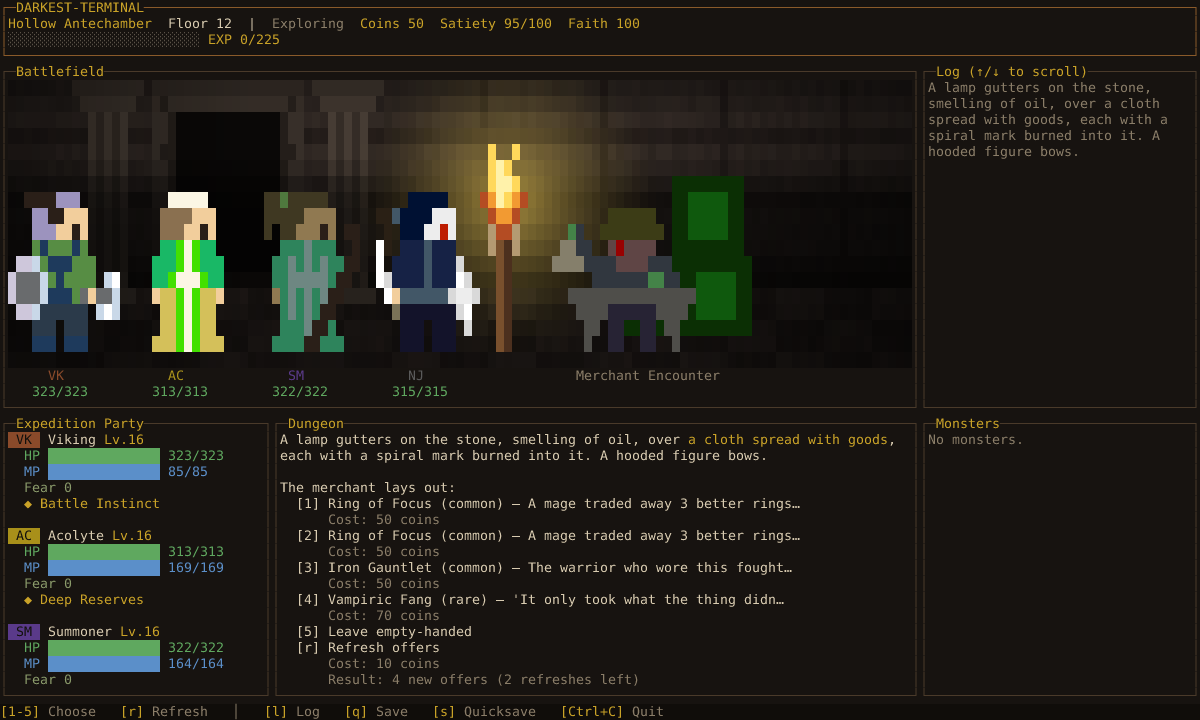 DARKEST-TERMINAL
Hollow Antechamber  Floor 12  |  Exploring  Coins 50  Satiety 95/100  Faith 100
EXP 0/225
Battlefield
VK AC SM NJ Merchant Encounter
323/323 313/313 322/322 315/315
Log (↑/↓ to scroll)
A lamp gutters on the stone,
smelling of oil, over a cloth
spread with goods, each with a
spiral mark burned into it. A
hooded figure bows.
Expedition Party
VK Viking Lv.16
HP 323/323
MP 85/85
Fear 0
◆ Battle Instinct
AC Acolyte Lv.16
HP 313/313
MP 169/169
Fear 0
◆ Deep Reserves
SM Summoner Lv.16
HP 322/322
MP 164/164
Fear 0
Dungeon
A lamp gutters on the stone, smelling of oil, over a cloth spread with goods,
each with a spiral mark burned into it. A hooded figure bows.
The merchant lays out:
[1] Ring of Focus (common) — A mage traded away 3 better rings…
Cost: 50 coins
[2] Ring of Focus (common) — A mage traded away 3 better rings…
Cost: 50 coins
[3] Iron Gauntlet (common) — The warrior who wore this fought…
Cost: 50 coins
[4] Vampiric Fang (rare) — 'It only took what the thing didn…
Cost: 70 coins
[5] Leave empty-handed
[r] Refresh offers
Cost: 10 coins
Result: 4 new offers (2 refreshes left)
Monsters
No monsters.
[1-5] Choose  [r] Refresh  │  [l] Log  [q] Save  [s] Quicksave  [Ctrl+C] Quit